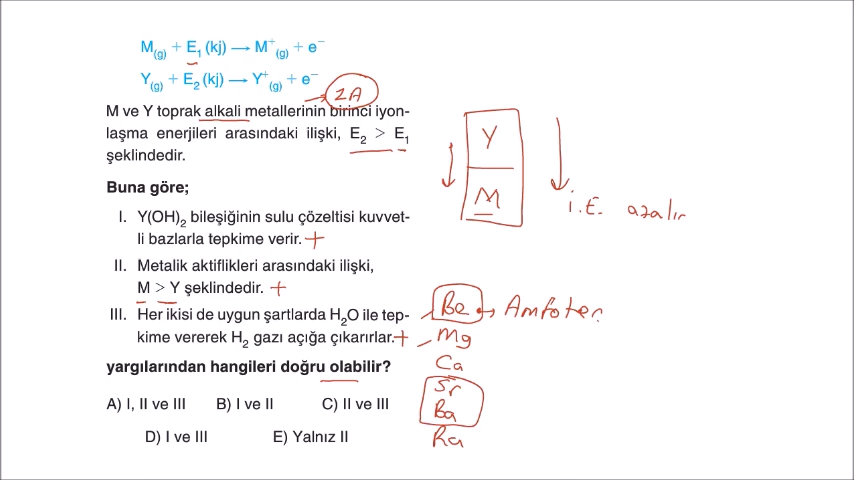 M(g) + E₁ (kj) → M⁺(g) + e⁻
Y(g) + E₂ (kj) → Y⁺(g) + e⁻
2A
M ve Y toprak alkali metallerinin birinci iyon-
laşma enerjileri arasındaki ilişki, E₂ > E₁
şeklindedir.
Buna göre;
I. Y(OH)₂ bileşiğinin sulu çözeltisi kuvvet-
li bazlarla tepkime verir. +
II. Metalik aktiflikleri arasındaki ilişki,
M > Y şeklindedir. +
III. Her ikisi de uygun şartlarda H₂O ile tep-
kime vererek H₂ gazı açığa çıkarırlar. +
yargılarından hangileri doğru olabilir?
A) I, II ve III B) I ve II C) II ve III
D) I ve III E) Yalnız II
Y
M
i.E. azalır
Be → Amfoter
Mg
Ca
Sr
Ba
Ra